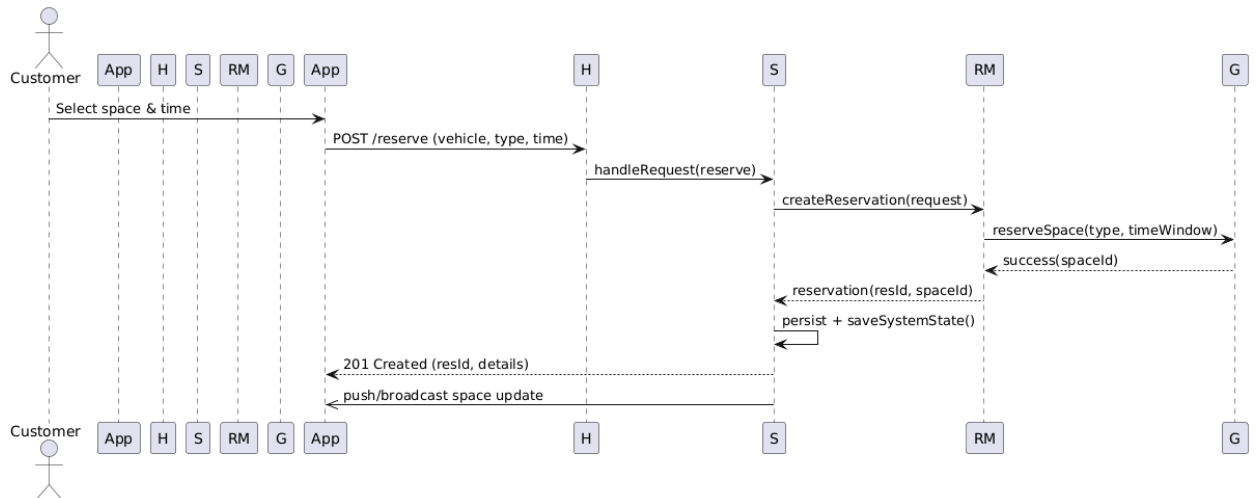 Customer
App
H
S
RM
G
App
H
S
RM
G
Select space & time
POST /reserve (vehicle, type, time)
handleRequest(reserve)
createReservation(request)
reserveSpace(type, timeWindow)
success(spaceId)
reservation(resId, spaceId)
persist + saveSystemState()
201 Created (resId, details)
push/broadcast space update
Customer
App
H
S
RM
G
App
H
S
RM
G